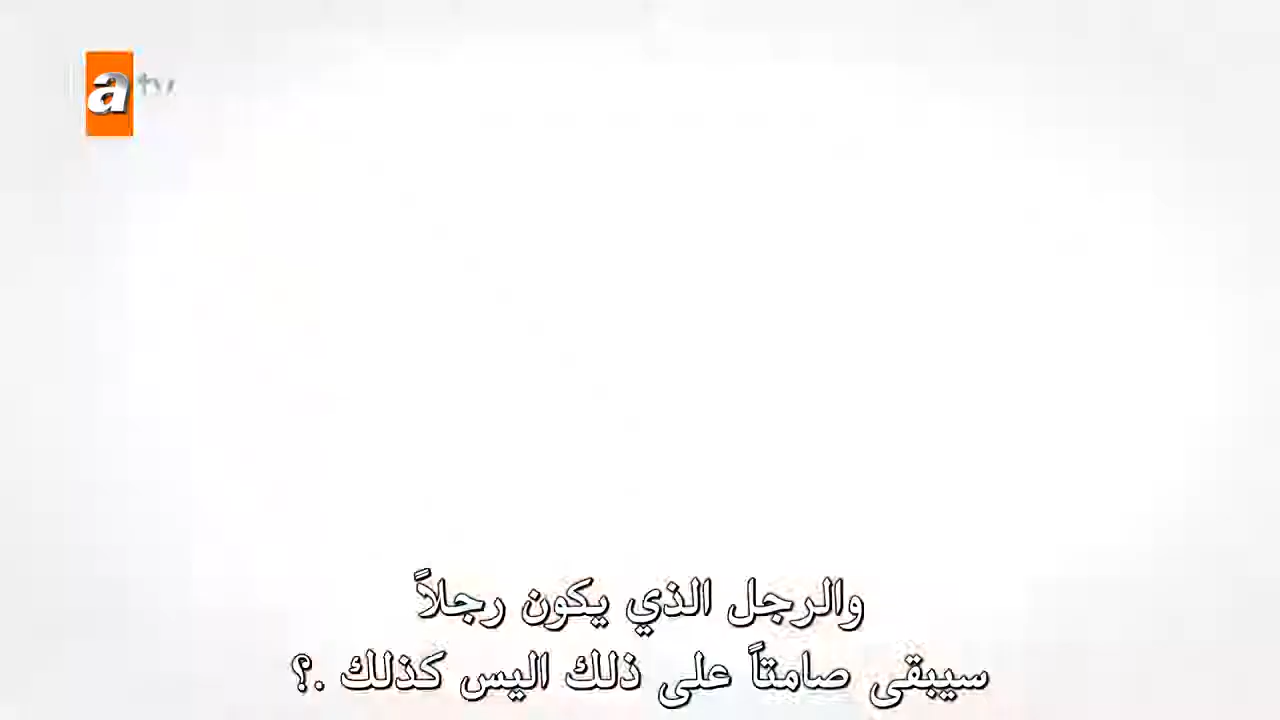 atv
والرجل الذي يكون رجلاً
سيبقى صامتاً على ذلك اليس كذلك .؟